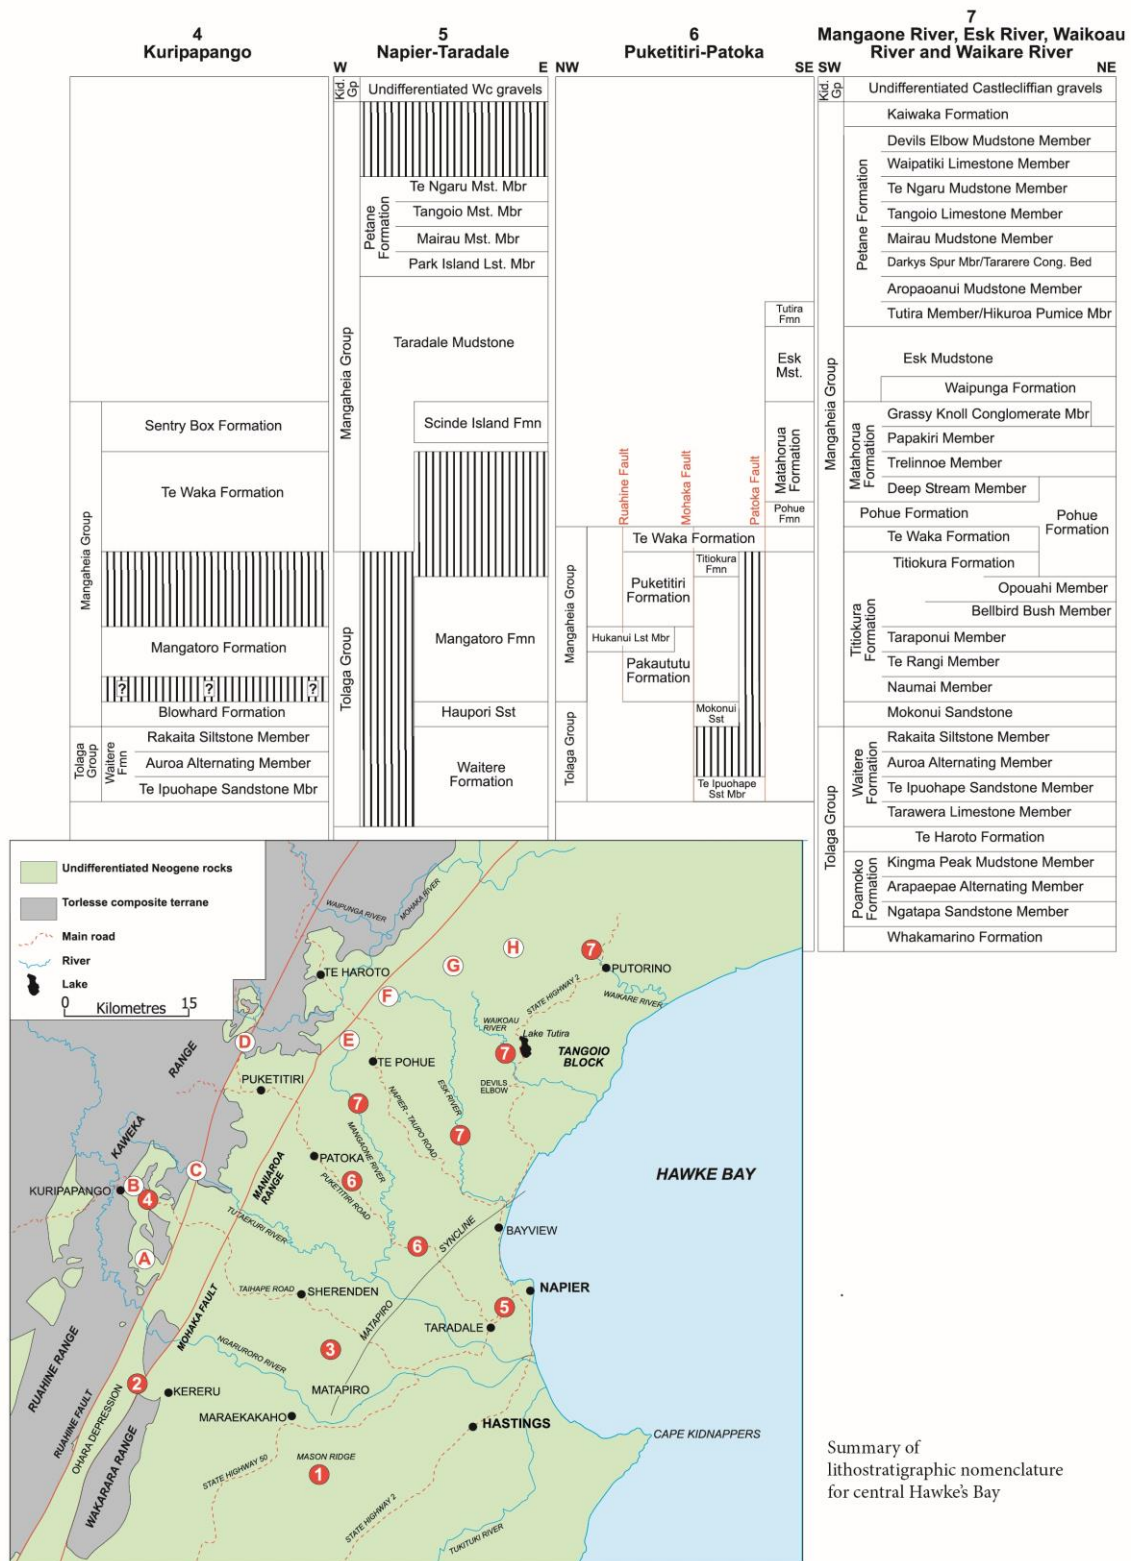 4
Kuripapango
5
Napier-Taradale
6
Puketitiri-Patoka
7
Mangaone River, Esk River, Waikoau
River and Waikare River
W
E
NW
SE
SW
NE
Mangaheia Group
Sentry Box Formation
Te Waka Formation
Mangatoro Formation
?
?
?
Blowhard Formation
Tolaga
Group
Waitere
Fmn
Rakaita Siltstone Member
Auroa Alternating Member
Te Ipuohape Sandstone Mbr
Kid.
Gp
Undifferentiated Wc gravels
Mangaheia Group
Petane
Formation
Te Ngaru Mst. Mbr
Tangoio Mst. Mbr
Mairau Mst. Mbr
Park Island Lst. Mbr
Taradale Mudstone
Scinde Island Fmn
Tolaga Group
Mangatoro Fmn
Haupori Sst
Waitere
Formation
Tutira
Fmn
Esk
Mst.
Matahorua
Formation
Pohue
Fmn
Ruahine Fault
Mohaka Fault
Patoka Fault
Mangaheia Group
Te Waka Formation
Titiokura
Fmn
Puketitiri
Formation
Hukanui Lst Mbr
Pakaututu
Formation
Tolaga Group
Mokonui
Sst
Te Ipuohape
Sst Mbr
Kid.
Gp
Undifferentiated Castlecliffian gravels
Mangaheia Group
Kaiwaka Formation
Petane Formation
Devils Elbow Mudstone Member
Waipatiki Limestone Member
Te Ngaru Mudstone Member
Tangoio Limestone Member
Mairau Mudstone Member
Darkys Spur Mbr/Tararere Cong. Bed
Aropaoanui Mudstone Member
Tutira Member/Hikuroa Pumice Mbr
Esk Mudstone
Waipunga Formation
Matahorua
Formation
Grassy Knoll Conglomerate Mbr
Papakiri Member
Trelinnoe Member
Deep Stream Member
Pohue Formation
Pohue
Formation
Te Waka Formation
Titiokura
Formation
Titiokura Formation
Opouahi Member
Bellbird Bush Member
Taraponui Member
Te Rangi Member
Naumai Member
Mokonui Sandstone
Tolaga Group
Waitere
Formation
Rakaita Siltstone Member
Auroa Alternating Member
Te Ipuohape Sandstone Member
Tarawera Limestone Member
Te Haroto Formation
Poamoko
Formation
Kingma Peak Mudstone Member
Arapaepae Alternating Member
Ngatapa Sandstone Member
Whakamarino Formation
Undifferentiated Neogene rocks
Torlesse composite terrane
Main road
River
Lake
0
Kilometres
15
WAIPUNGA RIVER
MOHAKA RIVER
TE HAROTO
H
G
F
E
D
7
PUTORINO
STATE HIGHWAY 2
WAIKARE RIVER
WAIKOAU
RIVER
Lake Tutira
7
TANGOIO
BLOCK
DEVILS
ELBOW
RANGE
TE POHUE
PUKETITIRI
7
NAPIER - TAUPO ROAD
ESK RIVER
7
KAWEKA
MANGAONE RIVER
PATOKA
6
MANIAROA
RANGE
PUKETITIRI ROAD
C
B
KURIPAPANGO
4
A
HAWKE BAY
TUTAEKURI RIVER
6
SYNCLINE
BAYVIEW
TAIHAPE ROAD
SHERENDEN
MATAPIRO
NAPIER
5
TARADALE
MOHAKA FAULT
3
NGARURORO RIVER
RUAHINE RANGE
2
KERERU
MATAPIRO
MARAEKAKAHO
HASTINGS
CAPE KIDNAPPERS
RUAHINE FAULT
OHARA DEPRESSION
WAKARARA RANGE
STATE HIGHWAY 50
MASON RIDGE
1
STATE HIGHWAY 2
TUKITUKI RIVER
Summary of
lithostratigraphic nomenclature
for central Hawke's Bay